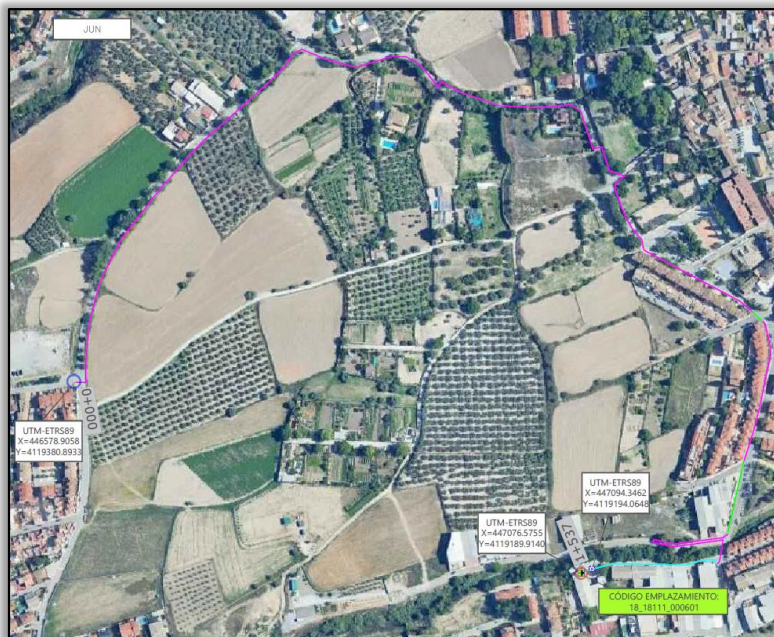 JUN
0+000
UTM-ETRS89
X=446578.9058
Y=4119380.8933
UTM-ETRS89
X=447094.3462
Y=4119194.0648
UTM-ETRS89
X=447076.5755
Y=4119189.9140
1+537
CÓDIGO EMPLAZAMIENTO:
18_18111_000601